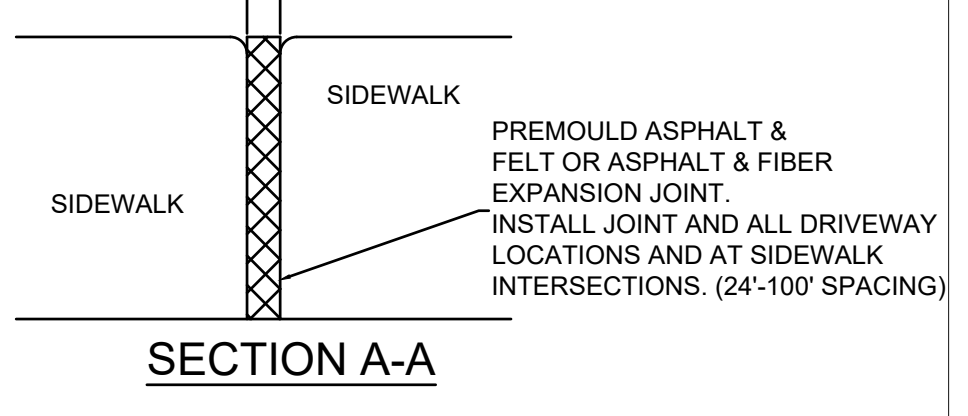 SIDEWALK
SIDEWALK
PREMOULD ASPHALT &
FELT OR ASPHALT & FIBER
EXPANSION JOINT.
INSTALL JOINT AND ALL DRIVEWAY
LOCATIONS AND AT SIDEWALK
INTERSECTIONS. (24'-100' SPACING)
SECTION A-A